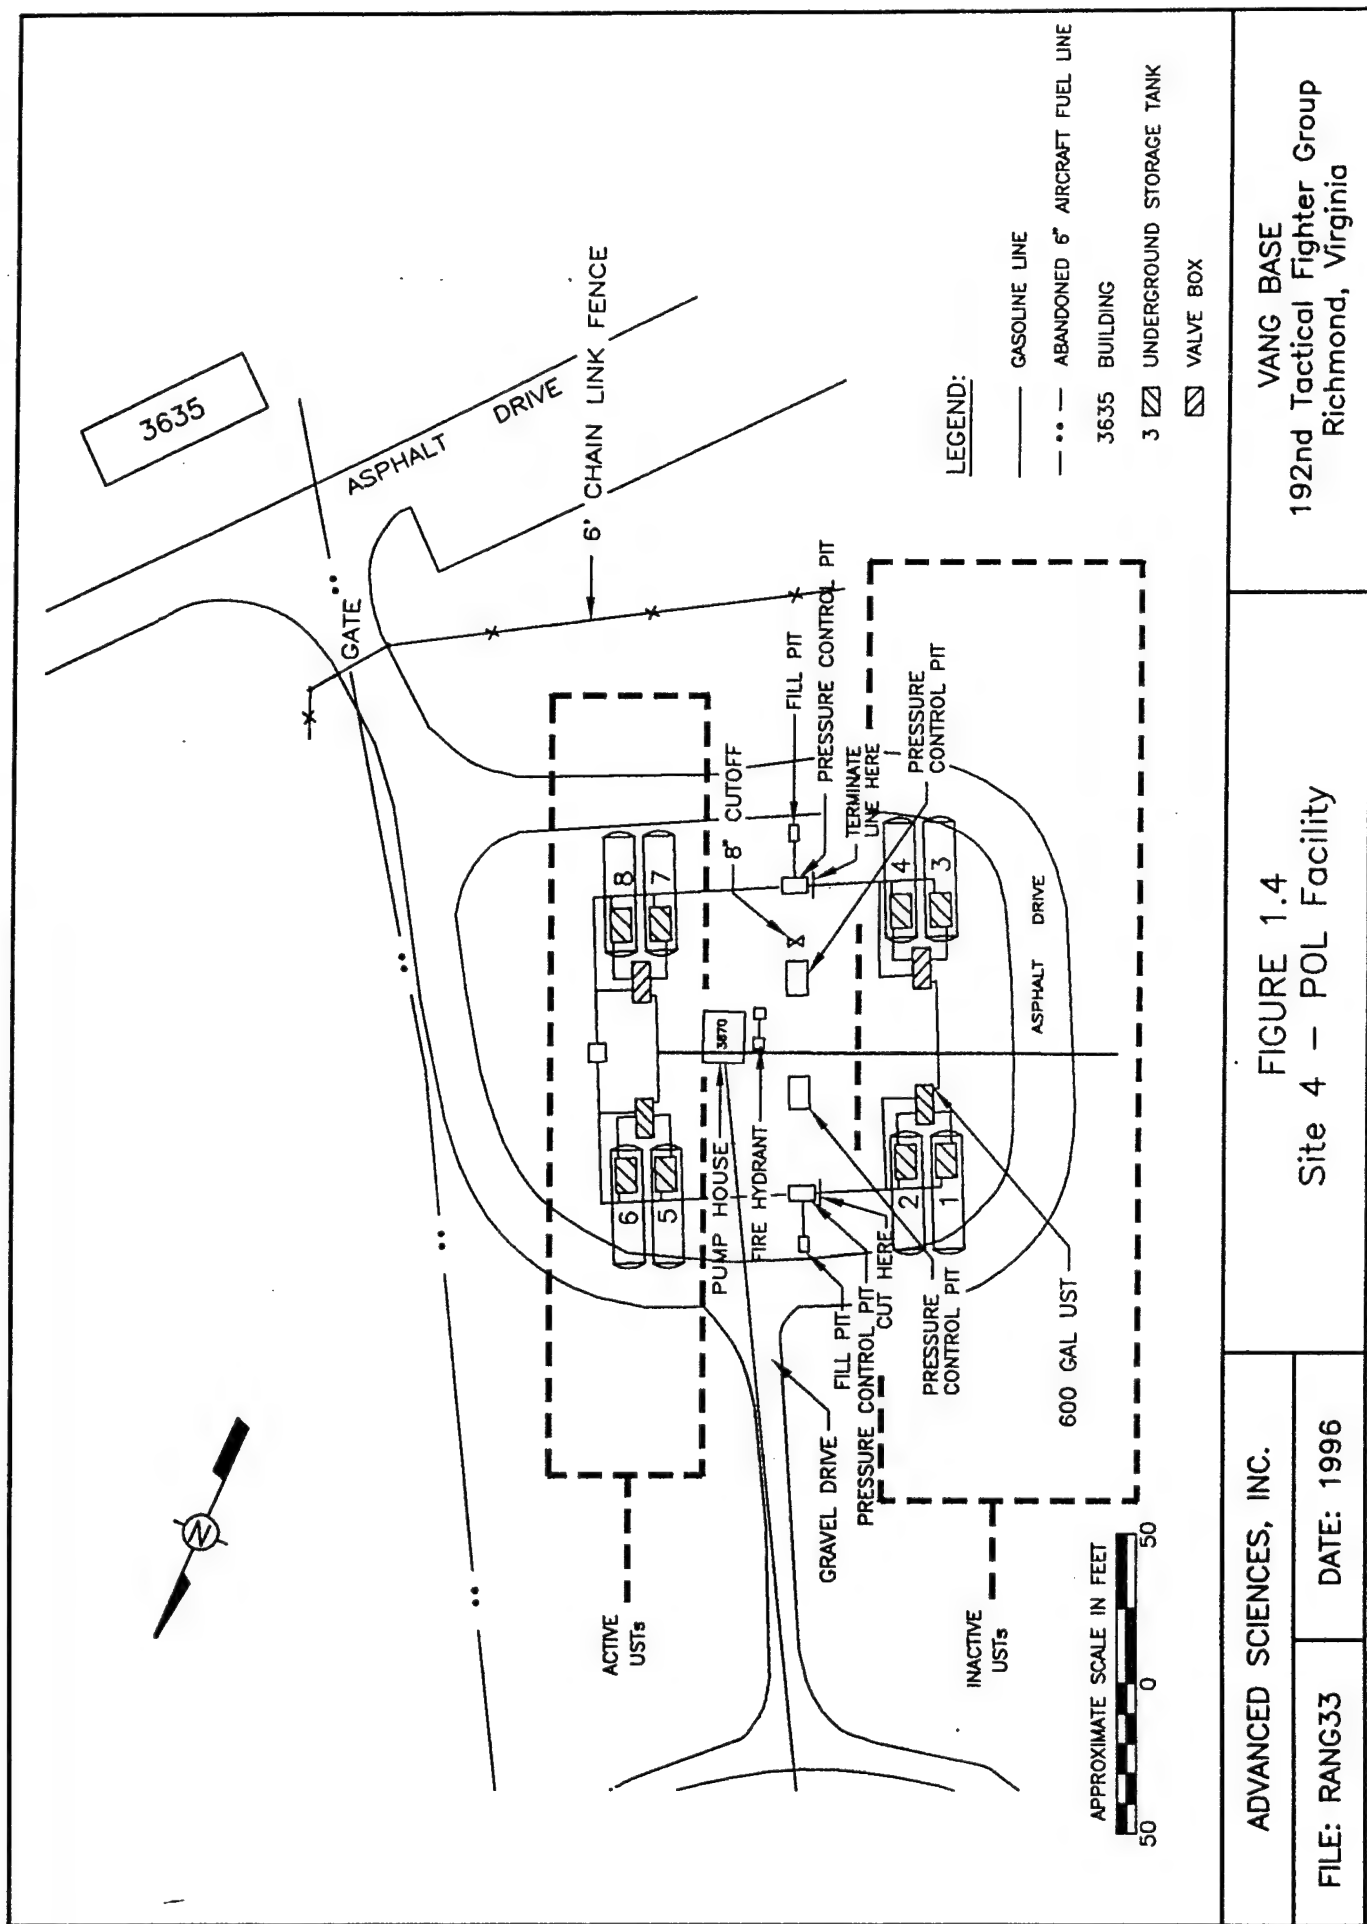 3635
ASPHALT DRIVE
GATE
6' CHAIN LINK FENCE
ACTIVE
USTs
6
5
8
7
PUMP HOUSE
3870
FIRE HYDRANT
8" CUTOFF
FILL PIT
PRESSURE CONTROL PIT
TERMINATE
LINE HERE
PRESSURE
CONTROL PIT
GRAVEL DRIVE
FILL PIT
PRESSURE CONTROL PIT
CUT HERE
PRESSURE
CONTROL PIT
600 GAL UST
2
1
4
3
ASPHALT DRIVE
INACTIVE
USTs
N
APPROXIMATE SCALE IN FEET
50 0 50
LEGEND:
GASOLINE LINE
ABANDONED 6" AIRCRAFT FUEL LINE
3635 BUILDING
3 UNDERGROUND STORAGE TANK
VALVE BOX
ADVANCED SCIENCES, INC.
FILE: RANG33
DATE: 1996
FIGURE 1.4
Site 4 - POL Facility
VANG BASE
192nd Tactical Fighter Group
Richmond, Virginia